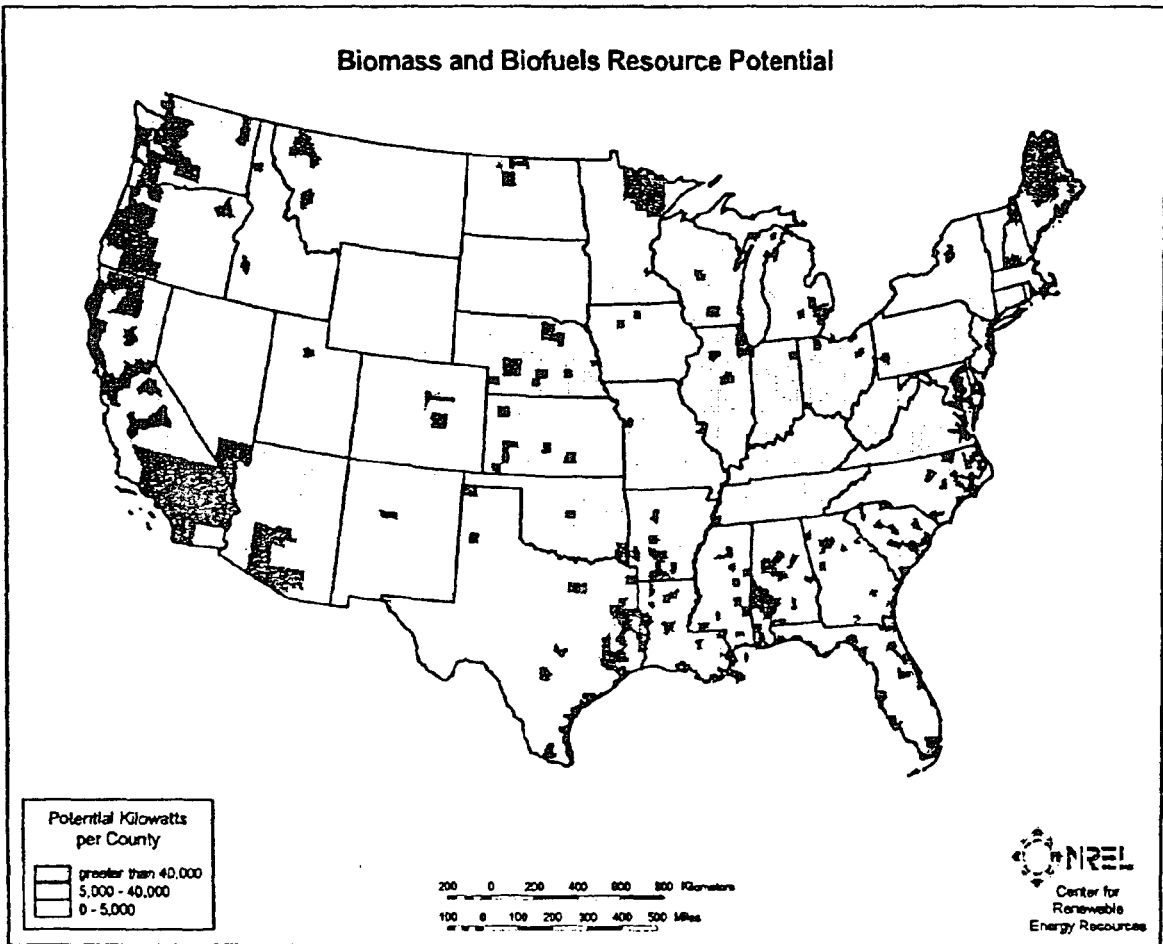 Biomass and Biofuels Resource Potential
Potential Kilowatts
per County
greater than 40,000
5,000 - 40,000
0 - 5,000
200 0 200 400 600 800 Kilometers
100 0 100 200 300 400 500 Miles
NREL
Center for
Renewable
Energy Resources